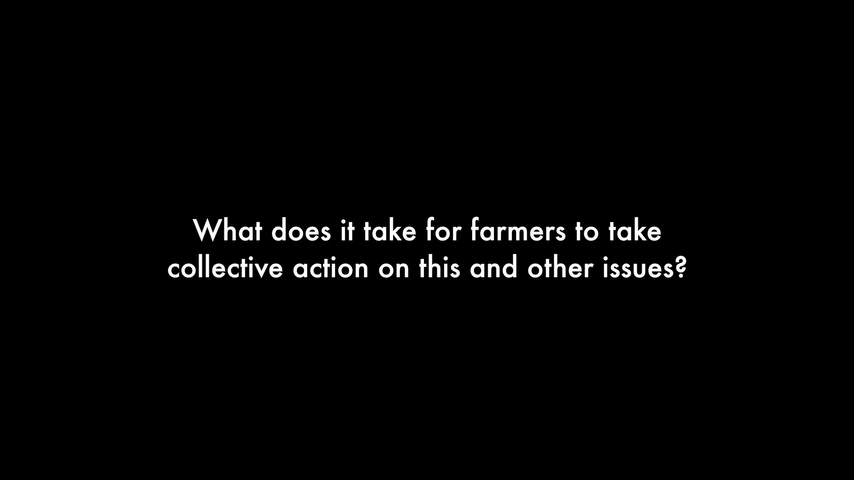 What does it take for farmers to take
collective action on this and other issues?